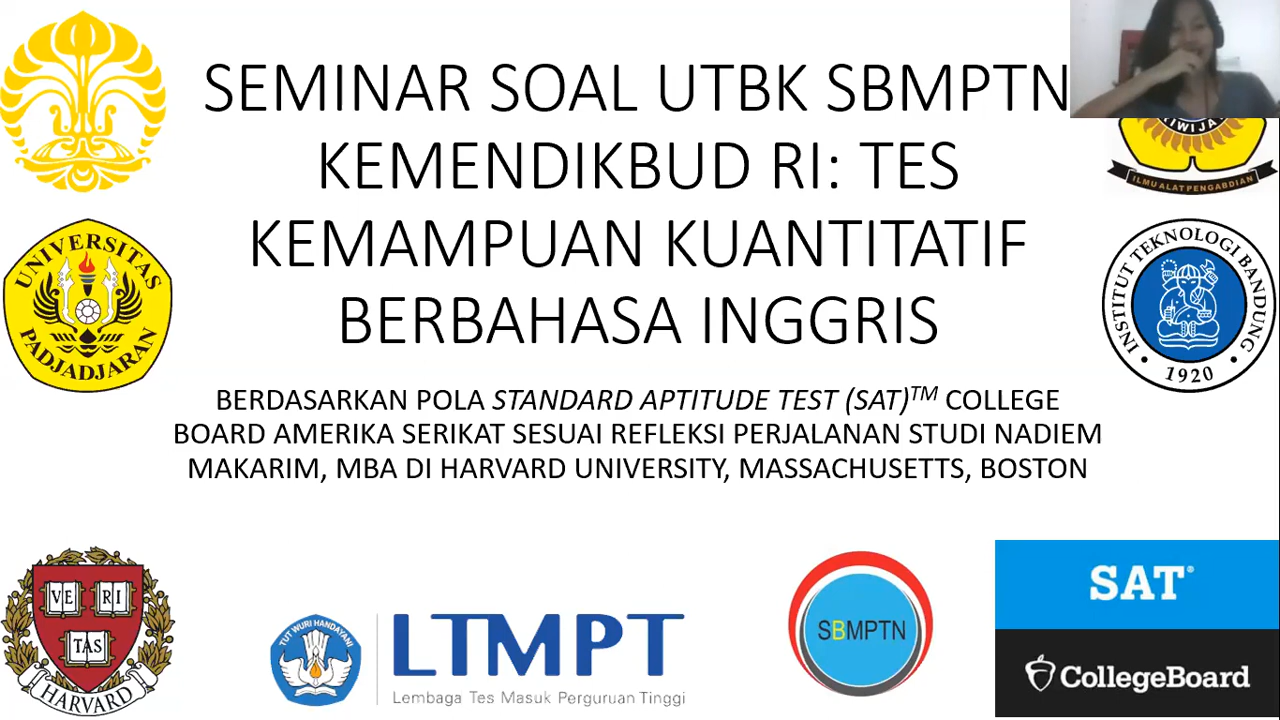 SEMINAR SOAL UTBK SBMPTN
KEMENDIKBUD RI: TES
KEMAMPUAN KUANTITATIF
BERBAHASA INGGRIS
BERDASARKAN POLA STANDARD APTITUDE TEST (SAT)TM COLLEGE
BOARD AMERIKA SERIKAT SESUAI REFLEKSI PERJALANAN STUDI NADIEM
MAKARIM, MBA DI HARVARD UNIVERSITY, MASSACHUSETTS, BOSTON
ILMU ALAT PENGABDIAN
UNIVERSITAS
PADJADJARAN
INSTITUT TEKNOLOGI BANDUNG
1920
VE RI
TAS
HARVARD
TUT WURI HANDAYANI
LTMPT
Lembaga Tes Masuk Perguruan Tinggi
SBMPTN
SAT®
CollegeBoard